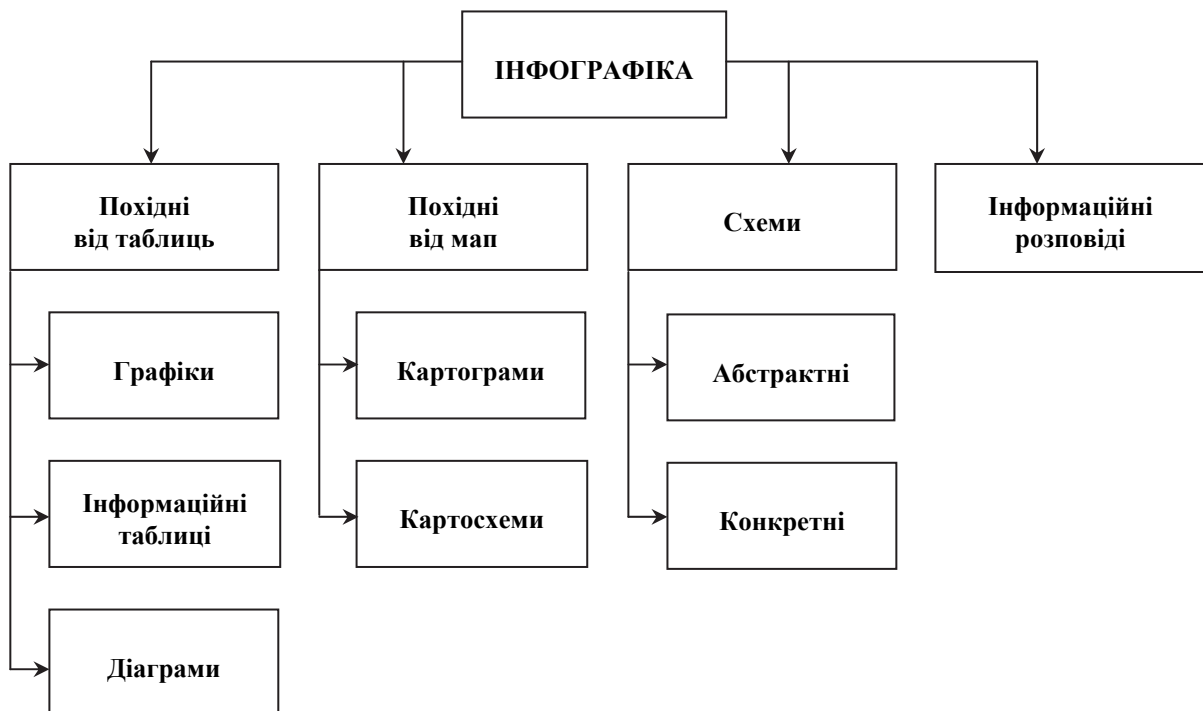 ІНФОГРАФІКА
Похідні
від таблиць
Похідні
від мап
Схеми
Інформаційні
розповіді
Графіки
Картограми
Абстрактні
Інформаційні
таблиці
Картосхеми
Конкретні
Діаграми